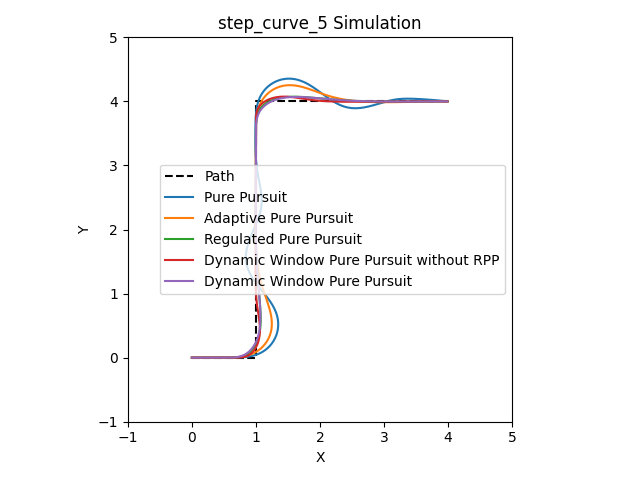 step_curve_5 Simulation
5
4
3
2
1
0
−1
Y
Path
Pure Pursuit
Adaptive Pure Pursuit
Regulated Pure Pursuit
Dynamic Window Pure Pursuit without RPP
Dynamic Window Pure Pursuit
−1 0 1 2 3 4 5
X